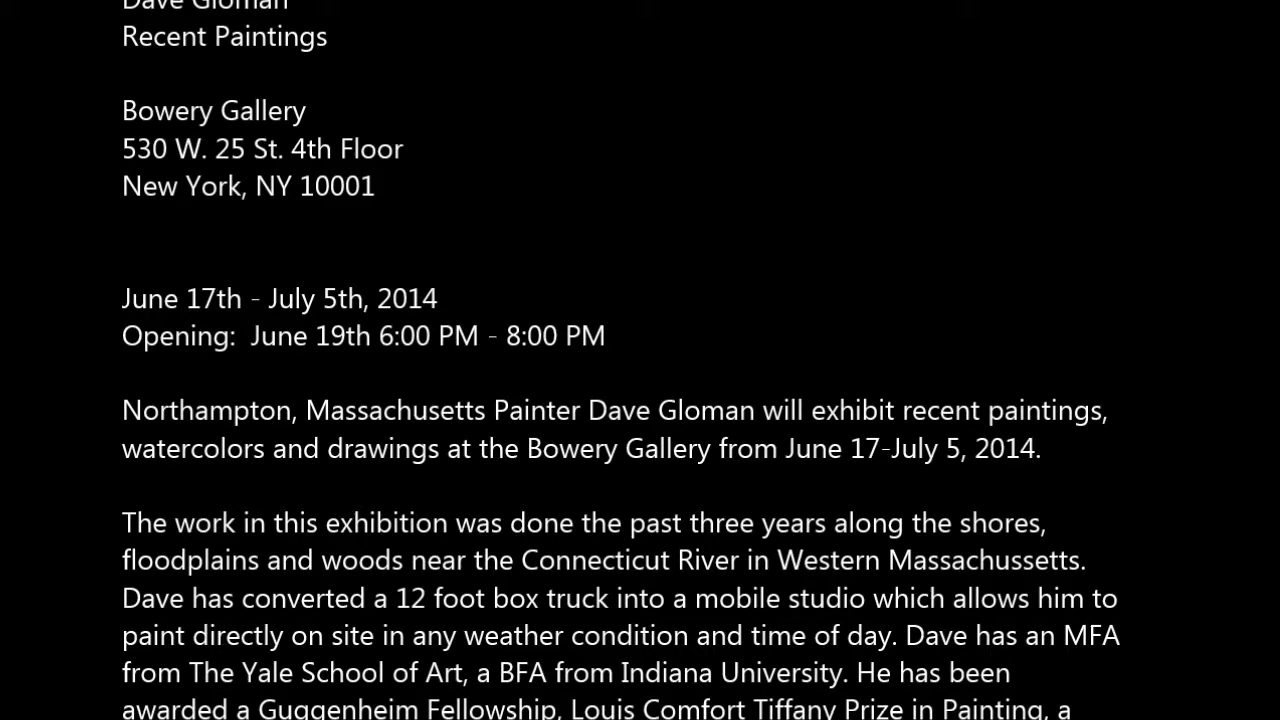 Dave Gloman
Recent Paintings
Bowery Gallery
530 W. 25 St. 4th Floor
New York, NY 10001
June 17th - July 5th, 2014
Opening:  June 19th 6:00 PM - 8:00 PM
Northampton, Massachusetts Painter Dave Gloman will exhibit recent paintings,
watercolors and drawings at the Bowery Gallery from June 17-July 5, 2014.
The work in this exhibition was done the past three years along the shores,
floodplains and woods near the Connecticut River in Western Massachussetts.
Dave has converted a 12 foot box truck into a mobile studio which allows him to
paint directly on site in any weather condition and time of day. Dave has an MFA
from The Yale School of Art, a BFA from Indiana University. He has been
awarded a Guggenheim Fellowship, Louis Comfort Tiffany Prize in Painting, a